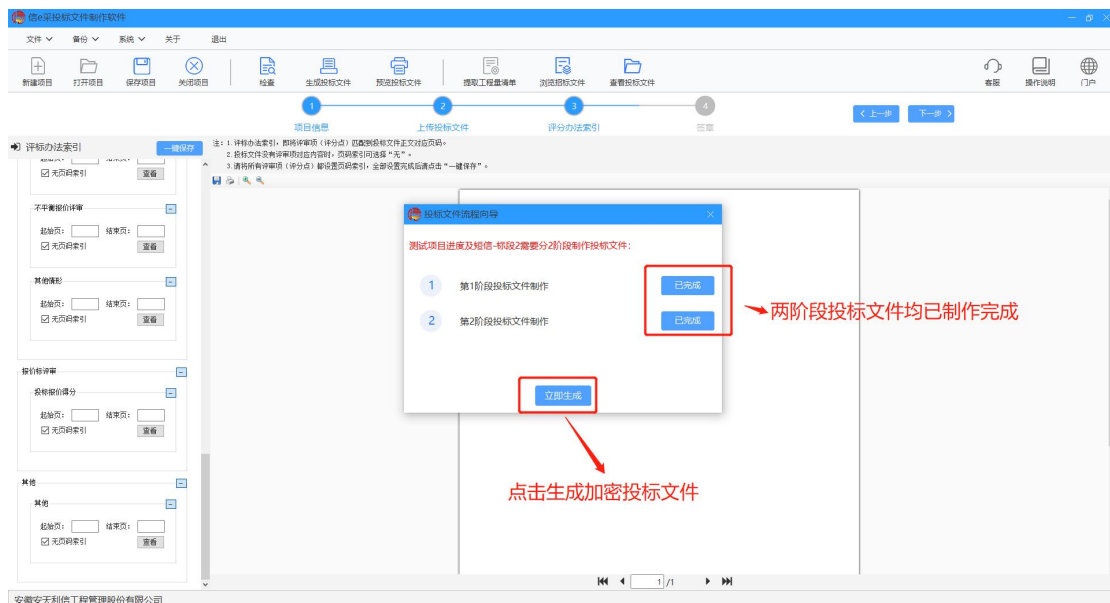 信e采投标文件制作软件
文件 备份 系统 关于 退出
新建项目 打开项目 保存项目 关闭项目 检查 生成投标文件 预览投标文件 提取工程量清单 浏览招标文件 查看投标文件 客服 操作说明 门户
1 2 3 4
项目信息 上传投标文件 评分办法索引 签章
上一步 下一步
评标办法索引 一键保存
注：1.评标办法索引，即将评审项（评分点）匹配到投标文件正文对应页码。
2.投标文件没有评审项对应内容时，页码索引可选择“无”。
3.请将所有评审项（评分点）都设置页码索引，全部设置完成后请点击“一键保存”。
无页码索引 查看
不平衡报价评审
起始页： 结束页：
无页码索引 查看
其他情形
起始页： 结束页：
无页码索引 查看
报价标评审
投标报价得分
起始页： 结束页：
无页码索引 查看
其他
其他
起始页： 结束页：
无页码索引 查看
投标文件流程向导
测试项目进度及短信-标段2需要分2阶段制作投标文件：
1 第1阶段投标文件制作 已完成
2 第2阶段投标文件制作 已完成
立即生成
两阶段投标文件均已制作完成
点击生成加密投标文件
1 /1
安徽安天利信工程管理股份有限公司